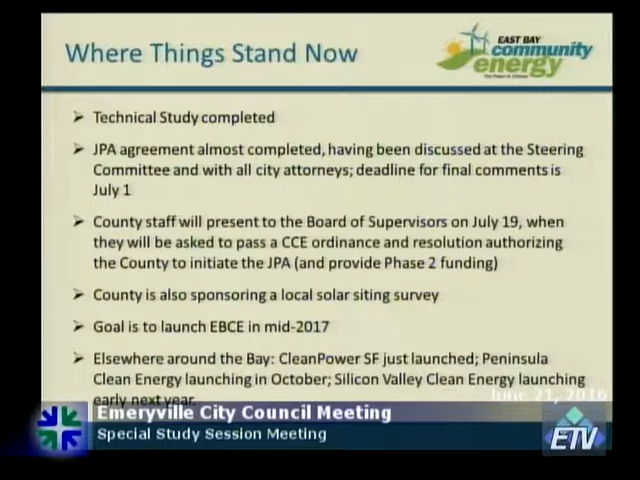 Where Things Stand Now
EAST BAY
community
energy
➤ Technical Study completed
➤ JPA agreement almost completed, having been discussed at the Steering
Committee and with all city attorneys; deadline for final comments is
July 1
➤ County staff will present to the Board of Supervisors on July 19, when
they will be asked to pass a CCE ordinance and resolution authorizing
the County to initiate the JPA (and provide Phase 2 funding)
➤ County is also sponsoring a local solar siting survey
➤ Goal is to launch EBCE in mid-2017
➤ Elsewhere around the Bay: CleanPower SF just launched; Peninsula
Clean Energy launching in October; Silicon Valley Clean Energy launching
early next year.
June 21, 2016
Emeryville City Council Meeting
Special Study Session Meeting
ETV